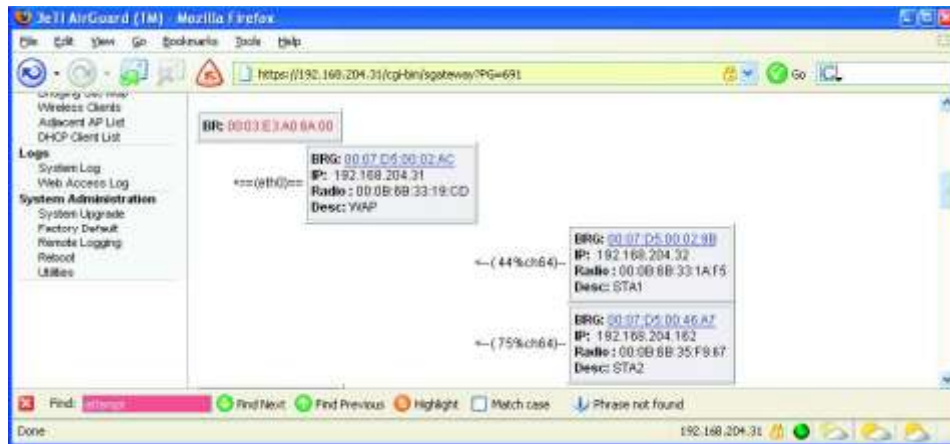 3eTI AirGuard (TM) - Mozilla Firefox
File Edit View Go Bookmarks Tools Help
https://192.168.204.31/cgi-bin/sgateway?PG=691
Go
Wireless Clients
Adjacent AP List
DHCP Client List
Logs
System Log
Web Access Log
System Administration
System Upgrade
Factory Default
Remote Logging
Reboot
Utilities
BR: 00:03:E3:A0:6A:00
<==(eth0)==
BRG: 00:07:D5:00:02:AC
IP: 192.168.204.31
Radio : 00:0B:6B:33:19:CD
Desc: WAP
<--( 44%ch64)--
BRG: 00:07:D5:00:02:9B
IP: 192.168.204.32
Radio : 00:0B:6B:33:1A:F5
Desc: STA1
<--( 75%ch64)--
BRG: 00:07:D5:00:46:A7
IP: 192.168.204.162
Radio : 00:0B:6B:35:F9:67
Desc: STA2
Find: attempt Find Next Find Previous Highlight Match case Phrase not found
Done 192.168.204.31